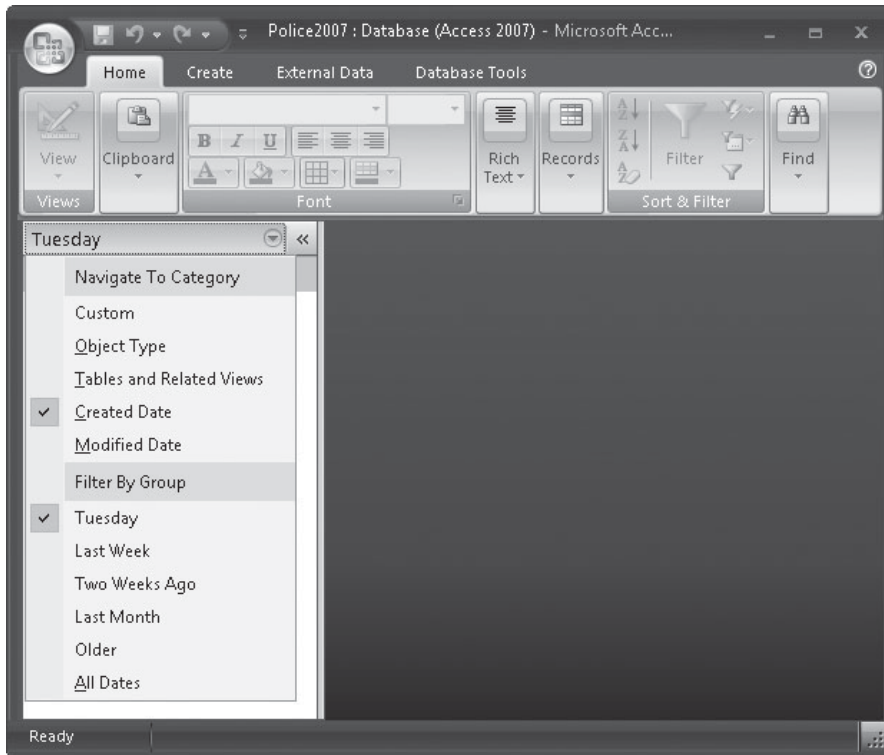 Police2007 : Database (Access 2007) - Microsoft Acc...
Home Create External Data Database Tools
View
Clipboard
B I U
A
Rich
Text
Records
A
Z
Z
A
A
Z
Filter
Find
Views
Font
Sort & Filter
Tuesday
Navigate To Category
Custom
Object Type
Tables and Related Views
Created Date
Modified Date
Filter By Group
Tuesday
Last Week
Two Weeks Ago
Last Month
Older
All Dates
Ready